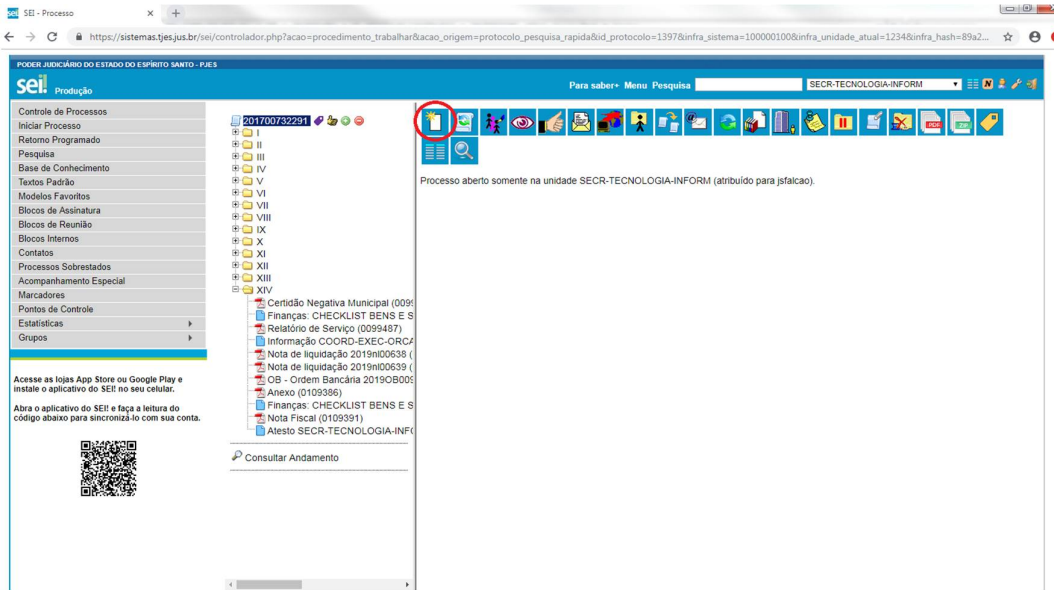 SEI - Processo
https://sistemas.tjes.jus.br/sei/controlador.php?acao=procedimento_trabalhar&acao_origem=protocolo_pesquisa_rapida&id_protocolo=1397&infra_sistema=100000100&infra_unidade_atual=1234&infra_hash=89a2...
PODER JUDICIÁRIO DO ESTADO DO ESPÍRITO SANTO - PJES
sei!
Produção
Para saber+ Menu Pesquisa
SECR-TECNOLOGIA-INFORM
Controle de Processos
Iniciar Processo
Retorno Programado
Pesquisa
Base de Conhecimento
Textos Padrão
Modelos Favoritos
Blocos de Assinatura
Blocos de Reunião
Blocos Internos
Contatos
Processos Sobrestados
Acompanhamento Especial
Marcadores
Pontos de Controle
Estatísticas
Grupos
Acesse as lojas App Store ou Google Play e
instale o aplicativo do SEI! no seu celular.
Abra o aplicativo do SEI! e faça a leitura do
código abaixo para sincronizá-lo com sua conta.
201700732291
I
II
III
IV
V
VI
VII
VIII
IX
X
XI
XII
XIII
XIV
Certidão Negativa Municipal (0099
Finanças: CHECKLIST BENS E S
Relatório de Serviço (0099487)
Informação COORD-EXEC-ORCA
Nota de liquidação 2019nl00638 (
Nota de liquidação 2019nl00639 (
OB - Ordem Bancária 2019OB009
Anexo (0109386)
Finanças: CHECKLIST BENS E S
Nota Fiscal (0109391)
Atesto SECR-TECNOLOGIA-INF
Consultar Andamento
PDF
ZIP
Processo aberto somente na unidade SECR-TECNOLOGIA-INFORM (atribuído para jsfalcao).